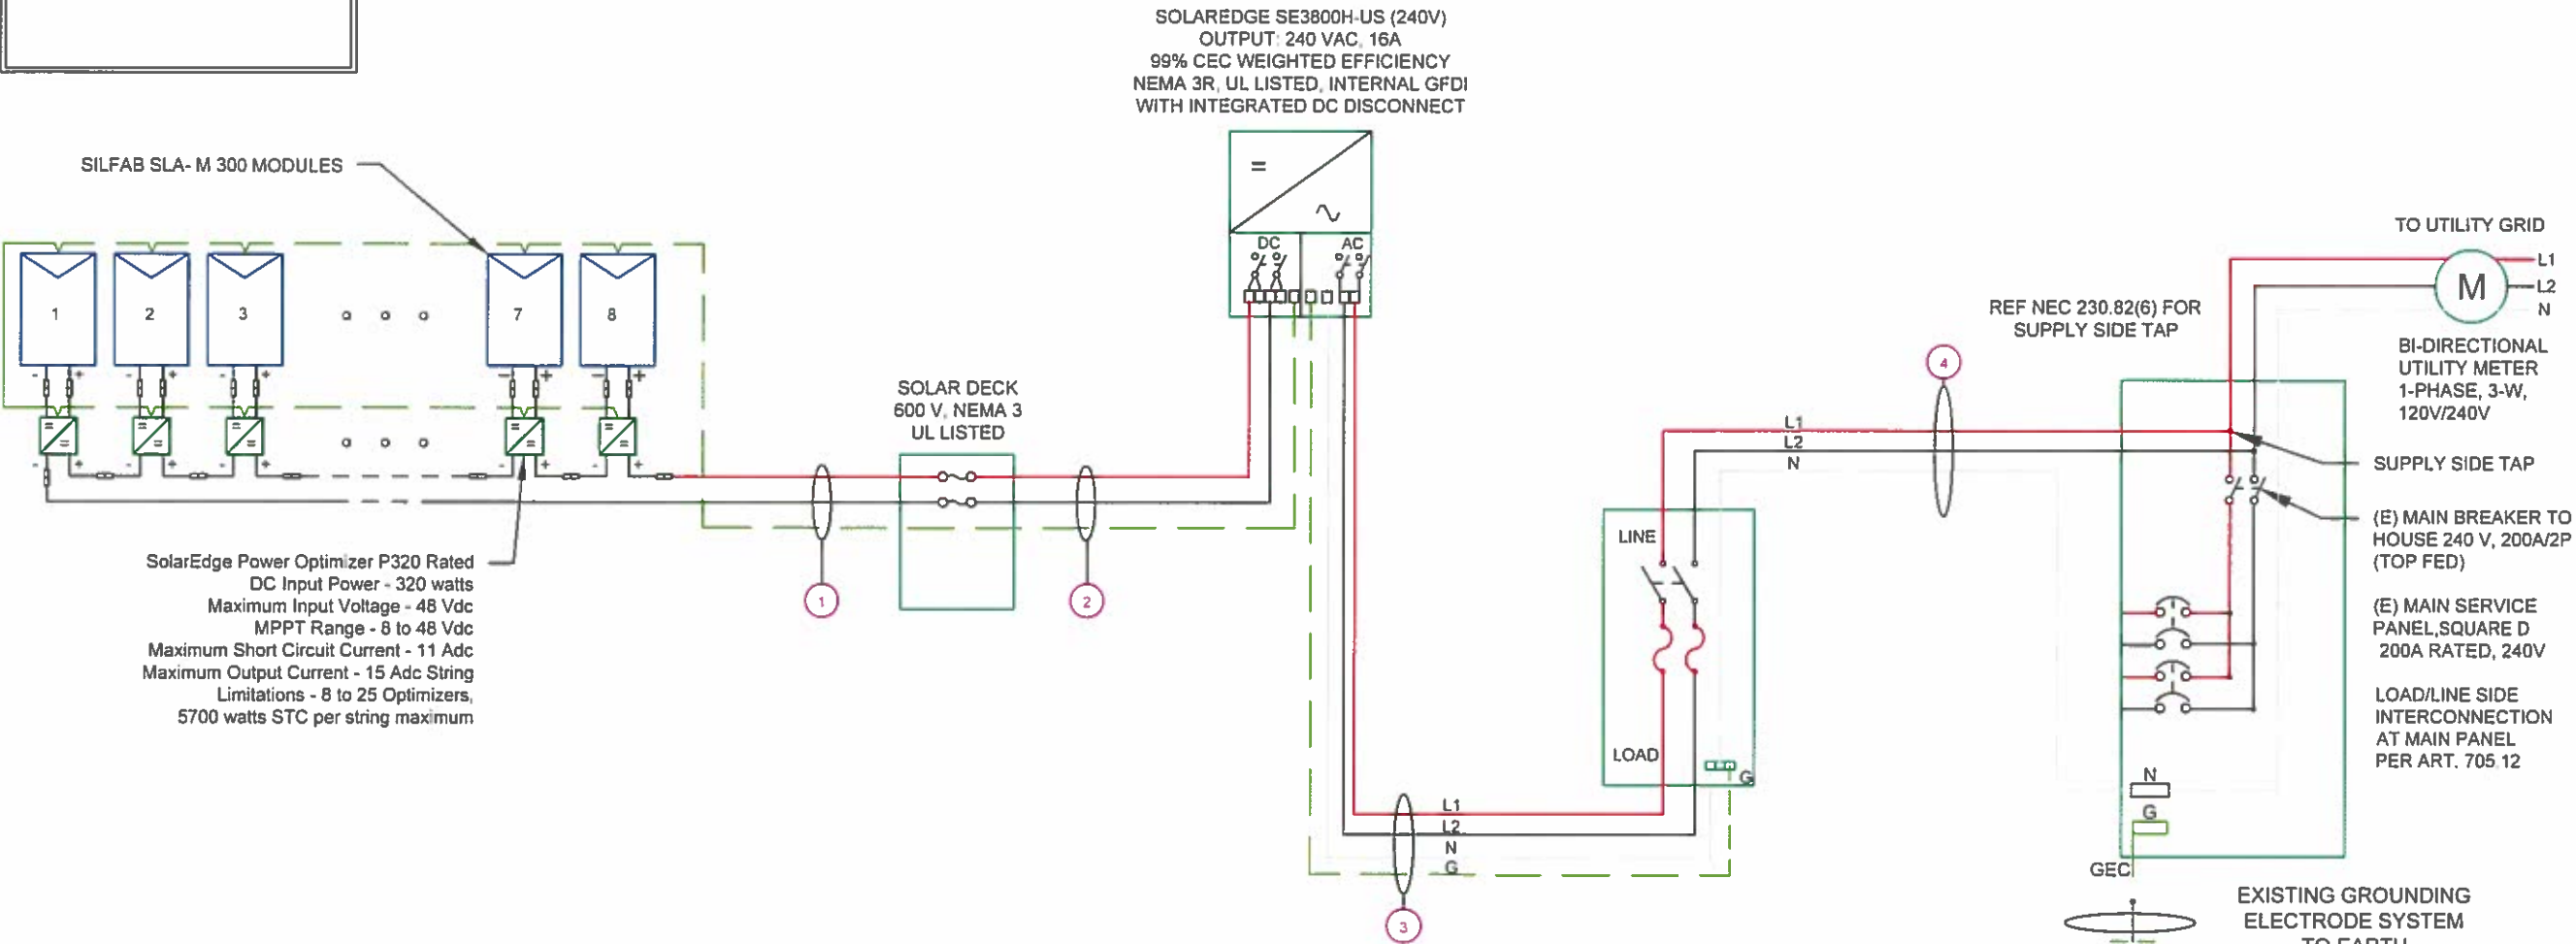 SOLAREDGE SE3800H-US (240V)
OUTPUT: 240 VAC, 16A
99% CEC WEIGHTED EFFICIENCY
NEMA 3R, UL LISTED, INTERNAL GFDI
WITH INTEGRATED DC DISCONNECT
SILFAB SLA- M 300 MODULES
1
2
3
7
8
- +
- +
- +
- +
- +
- +
- +
- +
- +
- +
SolarEdge Power Optimizer P320 Rated
DC Input Power - 320 watts
Maximum Input Voltage - 48 Vdc
MPPT Range - 8 to 48 Vdc
Maximum Short Circuit Current - 11 Adc
Maximum Output Current - 15 Adc String
Limitations - 8 to 25 Optimizers,
5700 watts STC per string maximum
SOLAR DECK
600 V, NEMA 3
UL LISTED
1
2
DC
AC
L1
L2
N
G
3
LINE
LOAD
G
L1
L2
N
4
REF NEC 230.82(6) FOR
SUPPLY SIDE TAP
TO UTILITY GRID
M
L1
L2
N
BI-DIRECTIONAL
UTILITY METER
1-PHASE, 3-W,
120V/240V
SUPPLY SIDE TAP
(E) MAIN BREAKER TO
HOUSE 240 V, 200A/2P
(TOP FED)
(E) MAIN SERVICE
PANEL,SQUARE D
200A RATED, 240V
LOAD/LINE SIDE
INTERCONNECTION
AT MAIN PANEL
PER ART. 705.12
N
G
GEC
EXISTING GROUNDING
ELECTRODE SYSTEM
TO EARTH